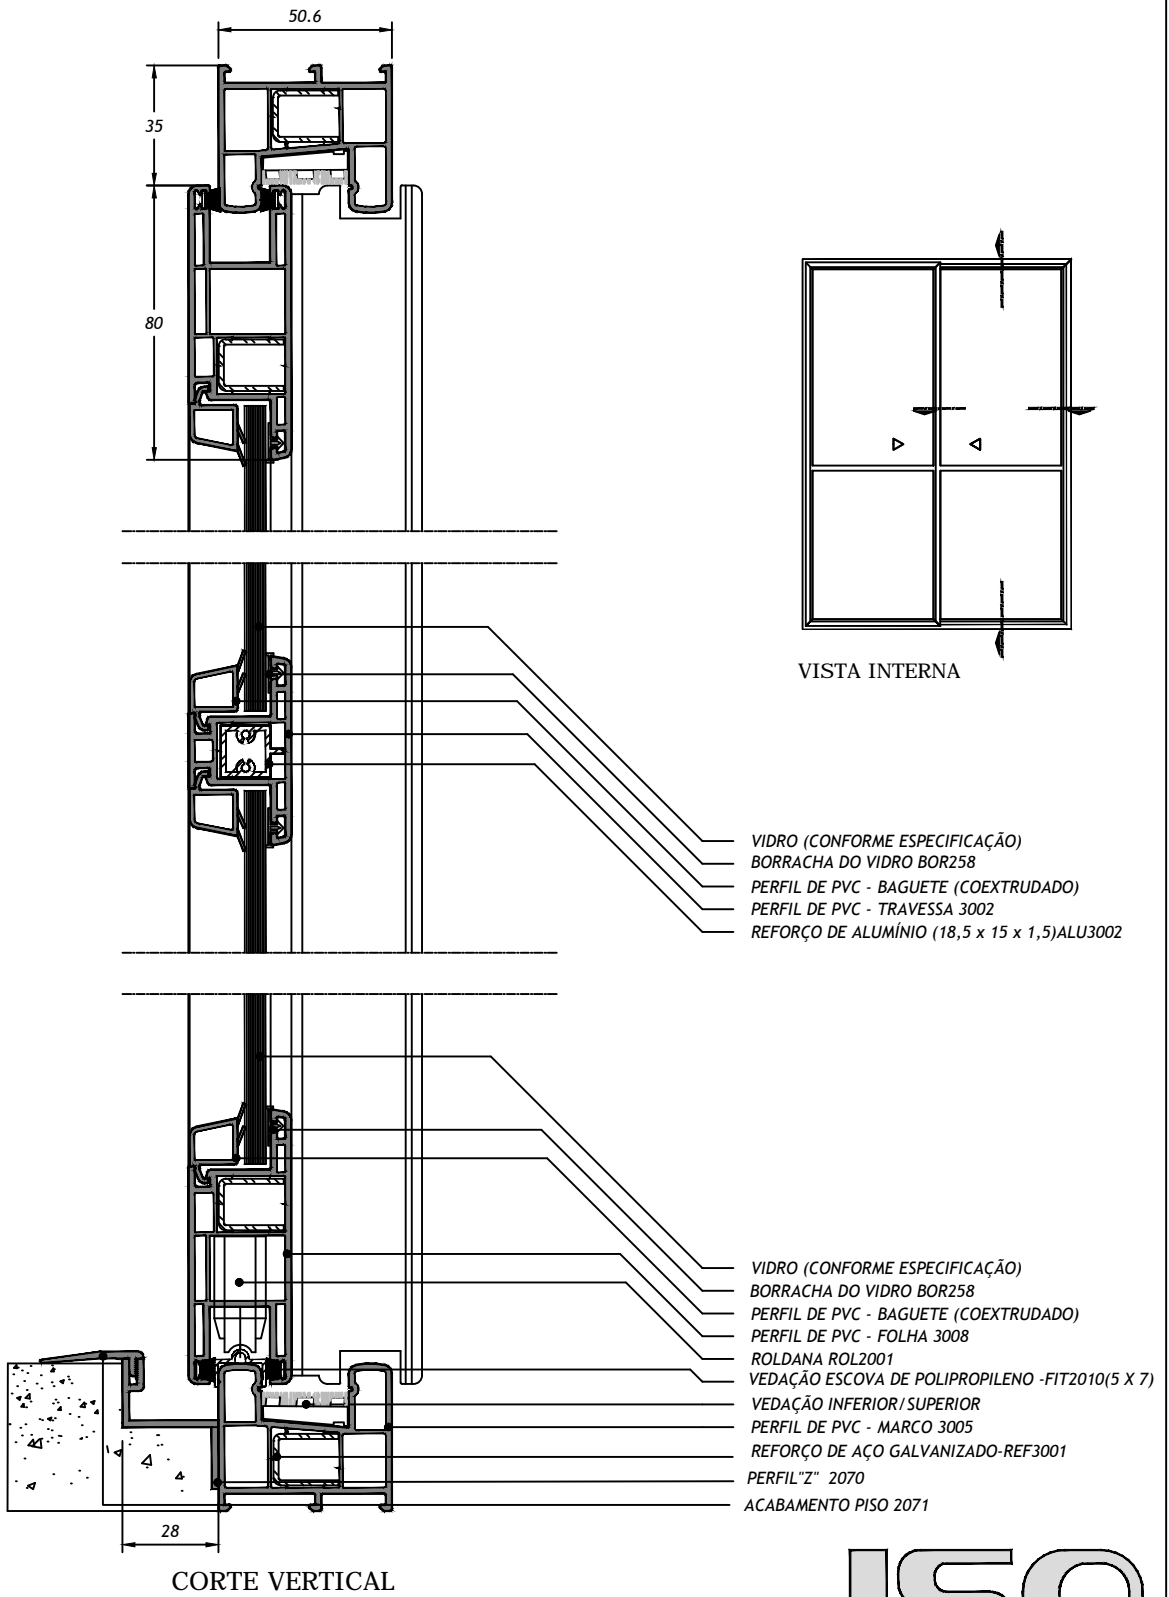 50.6
35
80
VISTA INTERNA
VIDRO (CONFORME ESPECIFICAÇÃO)
BORRACHA DO VIDRO BOR258
PERFIL DE PVC - BAGUETE (COEXTRUDADO)
PERFIL DE PVC - TRAVESSA 3002
REFORÇO DE ALUMÍNIO (18,5 x 15 x 1,5)ALU3002
VIDRO (CONFORME ESPECIFICAÇÃO)
BORRACHA DO VIDRO BOR258
PERFIL DE PVC - BAGUETE (COEXTRUDADO)
PERFIL DE PVC - FOLHA 3008
ROLDANA ROL2001
VEDAÇÃO ESCOVA DE POLIPROPILENO -FIT2010(5 X 7)
VEDAÇÃO INFERIOR/SUPERIOR
PERFIL DE PVC - MARCO 3005
REFORÇO DE AÇO GALVANIZADO-REF3001
PERFIL"Z" 2070
ACABAMENTO PISO 2071
28
CORTE VERTICAL
ISO